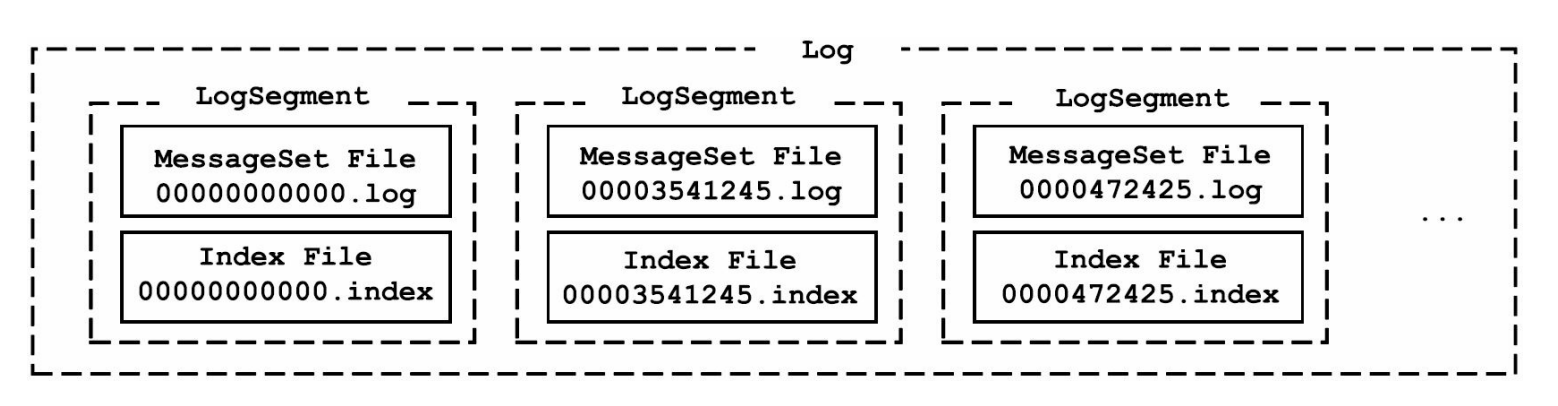 Log
LogSegment
MessageSet File
00000000000.log
Index File
00000000000.index
LogSegment
MessageSet File
00003541245.log
Index File
00003541245.index
LogSegment
MessageSet File
0000472425.log
Index File
0000472425.index
...